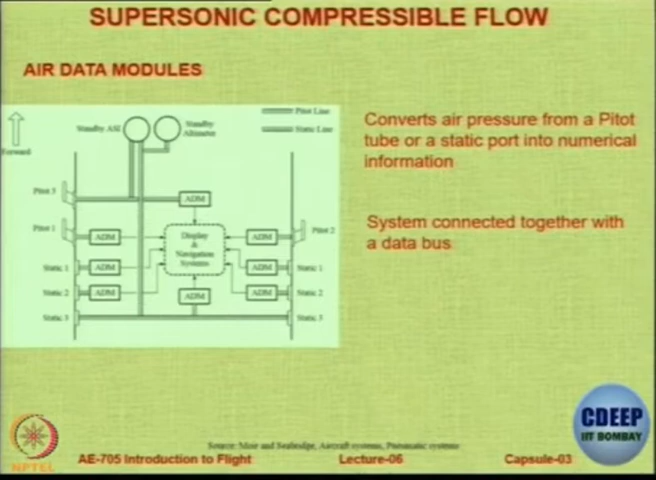 SUPERSONIC COMPRESSIBLE FLOW
AIR DATA MODULES
Forward
Standby ASI
Standby
Altimeter
Pitot Line
Static Line
Pitot 3
ADM
Pitot 1
ADM
Display
&
Navigation
Systems
ADM
Pitot 2
Static 1
ADM
ADM
Static 1
Static 2
ADM
ADM
ADM
Static 2
Static 3
Static 3
Converts air pressure from a Pitot
tube or a static port into numerical
information
System connected together with
a data bus
CDEEP
IIT BOMBAY
NPTEL
Source: Moir and Seabridge, Aircraft systems, Pneumatic systems
AE-705 Introduction to Flight
Lecture-06
Capsule-03